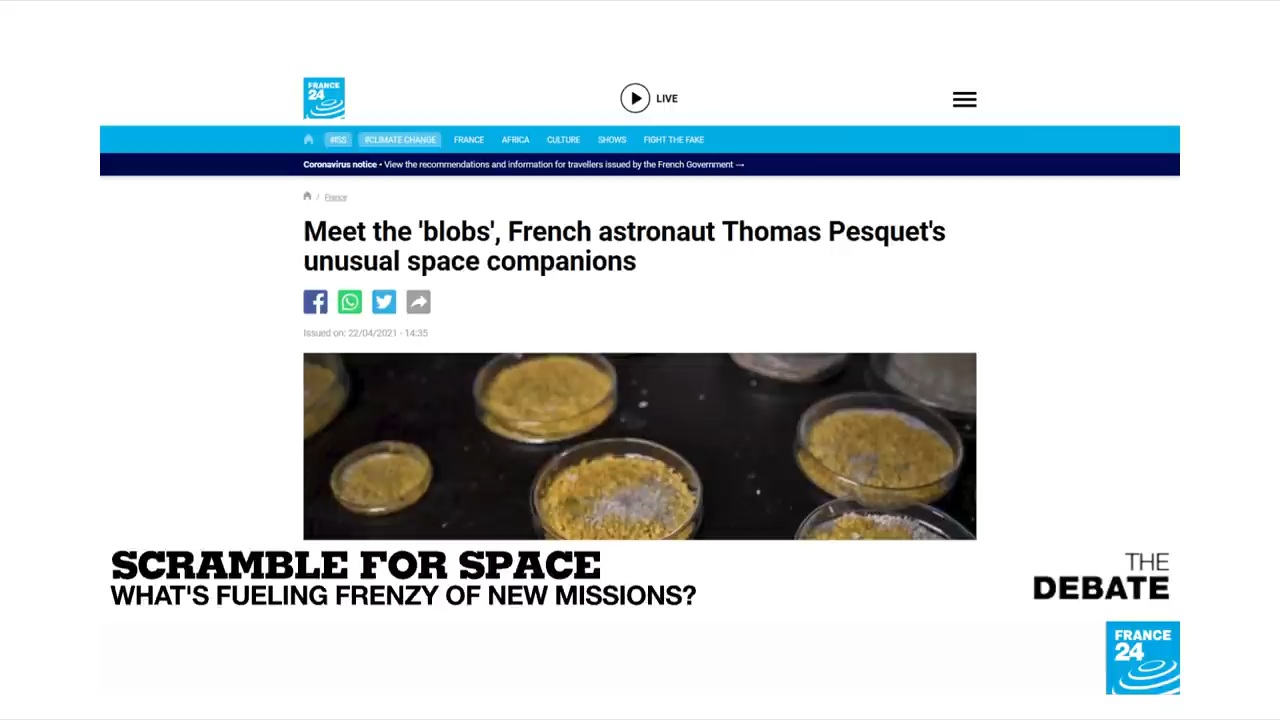 FRANCE
24
LIVE
#ISS #CLIMATE CHANGE FRANCE AFRICA CULTURE SHOWS FIGHT THE FAKE
Coronavirus notice • View the recommendations and information for travellers issued by the French Government →
/ France
Meet the 'blobs', French astronaut Thomas Pesquet's
unusual space companions
Issued on: 22/04/2021 - 14:35
SCRAMBLE FOR SPACE
WHAT'S FUELING FRENZY OF NEW MISSIONS?
THE
DEBATE
FRANCE
24